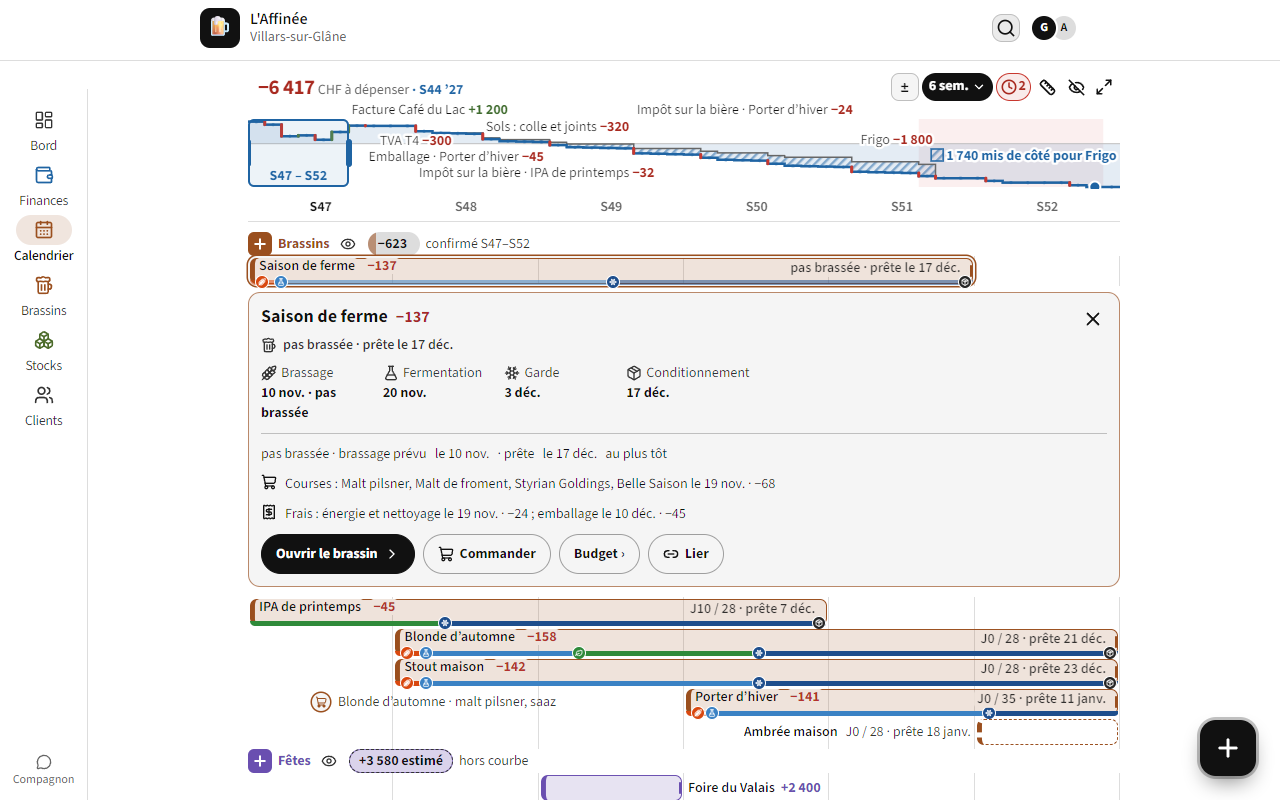 L'Affinée
Villars-sur-Glâne
G A
−6 417 CHF à dépenser · S44 ’27
± 6 sem. 2
Facture Café du Lac +1 200
Impôt sur la bière · Porter d’hiver −24
Sols : colle et joints −320
TVA T4 −300
Frigo −1 800
Emballage · Porter d’hiver −45
1 740 mis de côté pour Frigo
Impôt sur la bière · IPA de printemps −32
S47 – S52
S47 S48 S49 S50 S51 S52
Bord
Finances
Calendrier
Brassins
Stocks
Clients
Compagnon
Brassins −623 confirmé S47–S52
Saison de ferme −137 pas brassée · prête le 17 déc.
Saison de ferme −137
pas brassée · prête le 17 déc.
Brassage Fermentation Garde Conditionnement
10 nov. · pas brassée 20 nov. 3 déc. 17 déc.
pas brassée · brassage prévu le 10 nov. · prête le 17 déc. au plus tôt
Courses : Malt pilsner, Malt de froment, Styrian Goldings, Belle Saison le 19 nov. · −68
Frais : énergie et nettoyage le 19 nov. · −24 ; emballage le 10 déc. · −45
Ouvrir le brassin Commander Budget › Lier
IPA de printemps −45 J10 / 28 · prête 7 déc.
Blonde d’automne −158 J0 / 28 · prête 21 déc.
Stout maison −142 J0 / 28 · prête 23 déc.
Blonde d’automne · malt pilsner, saaz
Porter d’hiver −141 J0 / 35 · prête 11 janv.
Ambrée maison J0 / 28 · prête 18 janv.
Fêtes +3 580 estimé hors courbe
Foire du Valais +2 400